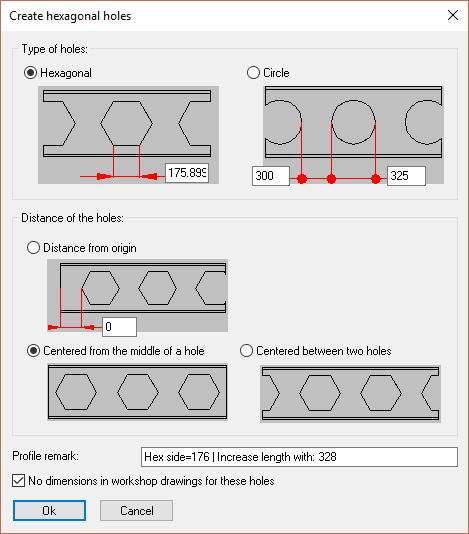 Create hexagonal holes
Type of holes:
Hexagonal
Circle
175.899
300
325
Distance of the holes:
Distance from origin
0
Centered from the middle of a hole
Centered between two holes
Profile remark:
Hex side=176 | Increase length with: 328
No dimensions in workshop drawings for these holes
Ok
Cancel